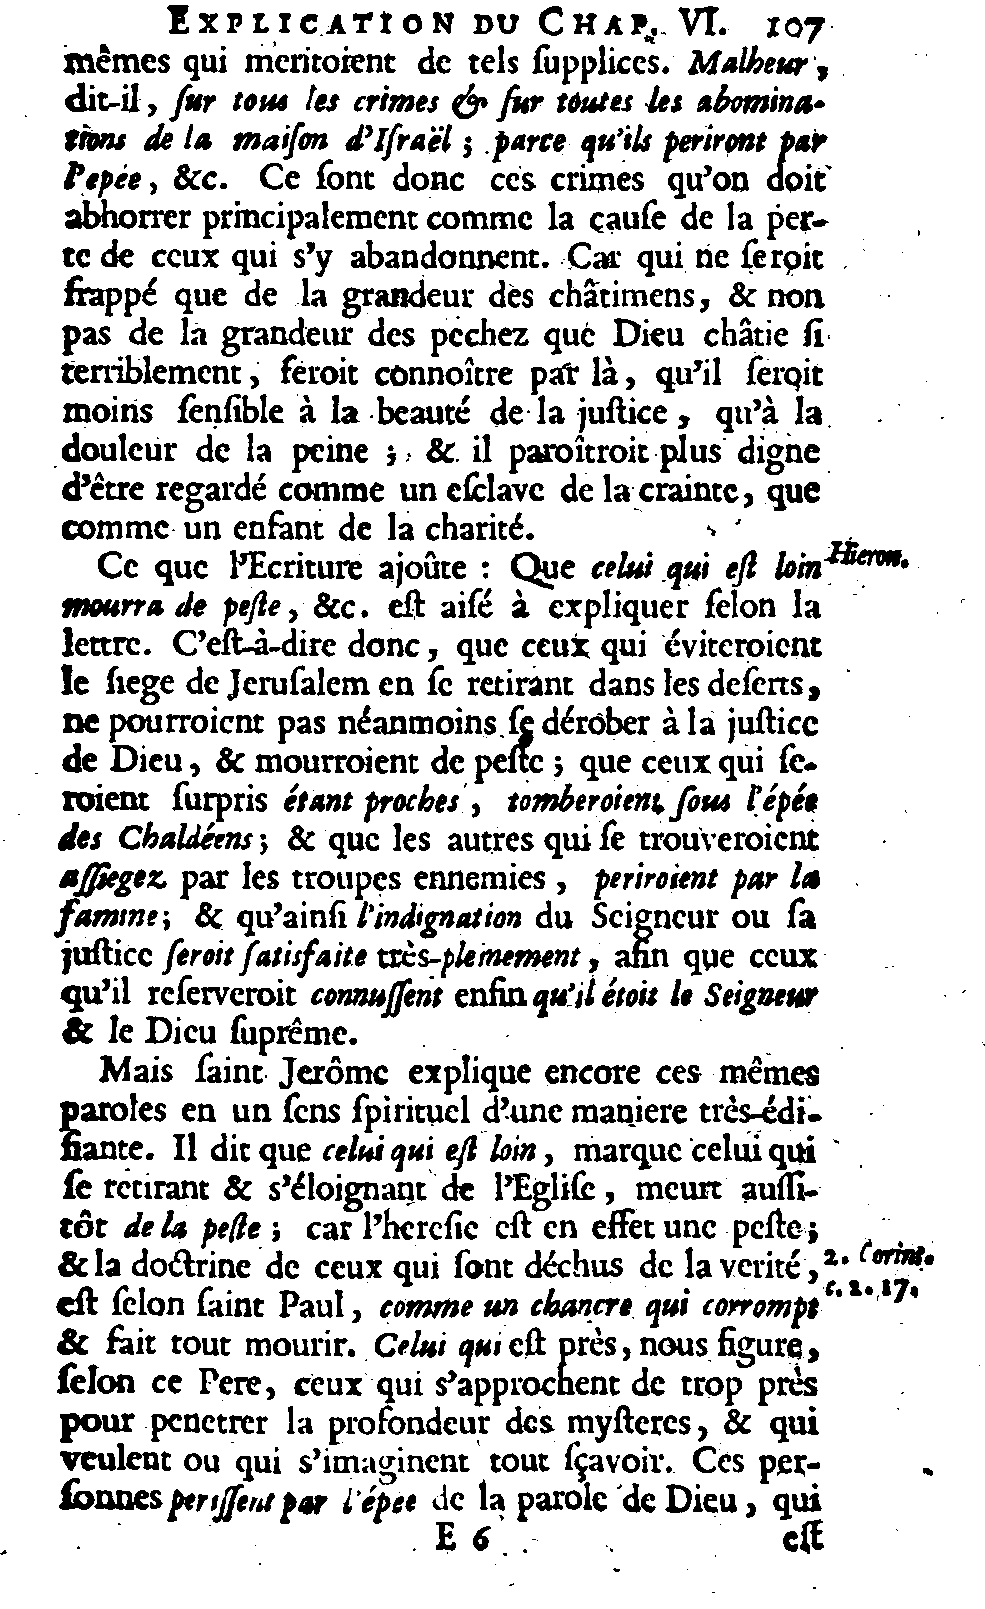 EXPLICATION DU CHAP. VI. 107
mêmes qui meritoient de tels ſupplices. Malheur,
dit-il, ſur tous les crimes & ſur toutes les abomina-
tions de la maiſon d'Iſraël ; parce qu'ils periront par
l'epée, &c. Ce ſont donc ces crimes qu'on doit
abhorrer principalement comme la cauſe de la per-
te de ceux qui s'y abandonnent. Car qui ne ſeroit
frappé que de la grandeur des châtimens, & non
pas de la grandeur des pechez que Dieu châtie ſi
terriblement, feroit connoître par là, qu'il ſeroit
moins ſenſible à la beauté de la juſtice, qu'à la
douleur de la peine ; & il paroîtroit plus digne
d'être regardé comme un eſclave de la crainte, que
comme un enfant de la charité.
Ce que l'Ecriture ajoûte : Que celui qui eſt loin
Hieron.
mourra de peſte, &c. eſt aiſé à expliquer ſelon la
lettre. C'eſt-à-dire donc, que ceux qui éviteroient
le ſiege de Jeruſalem en ſe retirant dans les deſerts,
ne pourroient pas néanmoins ſe dérober à la juſtice
de Dieu, & mourroient de peſte ; que ceux qui ſe-
roient ſurpris étant proches, tomberoient ſous l'épée
des Chaldéens ; & que les autres qui ſe trouveroient
aſſiegez par les troupes ennemies, periroient par la
famine ; & qu'ainſi l'indignation du Seigneur ou ſa
juſtice ſeroit ſatisfaite très-pleinement, afin que ceux
qu'il reſerveroit connuſſent enfin qu'il étoit le Seigneur
& le Dieu ſuprême.
Mais ſaint Jerôme explique encore ces mêmes
paroles en un ſens ſpirituel d'une maniere très-édi-
fiante. Il dit que celui qui eſt loin, marque celui qui
ſe retirant & s'éloignant de l'Egliſe, meurt auſſi-
tôt de la peſte ; car l'hereſie eſt en effet une peſte ;
& la doctrine de ceux qui ſont déchus de la verité,
2. Corint.
c. 2. 17.
eſt ſelon ſaint Paul, comme un chancre qui corrompt
& fait tout mourir. Celui qui eſt près, nous figure,
ſelon ce Pere, ceux qui s'approchent de trop près
pour penetrer la profondeur des myſteres, & qui
veulent ou qui s'imaginent tout ſçavoir. Ces per-
ſonnes periſſent par l'épee de la parole de Dieu, qui
E 6
eſt